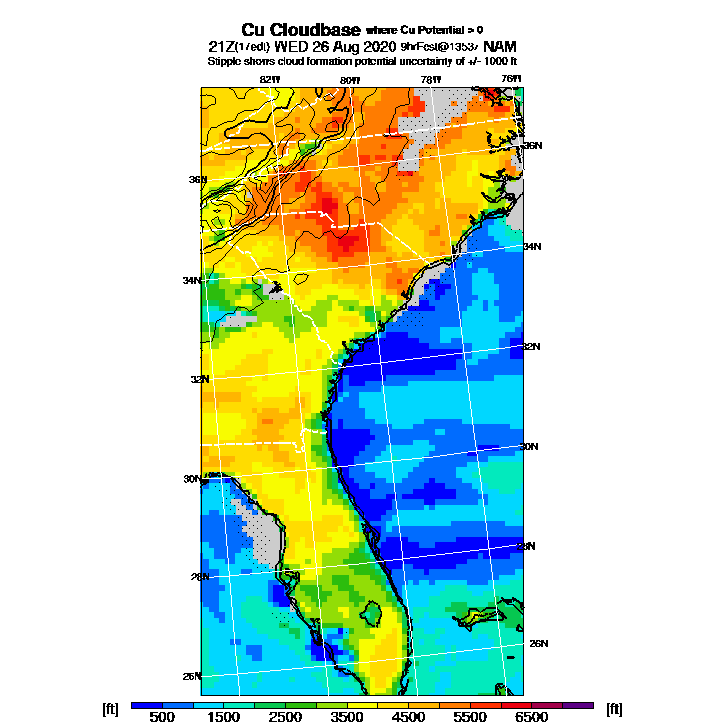 Cu Cloudbase where Cu Potential > 0
21Z(17edt) WED 26 Aug 2020 9hrFcst@1353z NAM
Stipple shows cloud formation potential uncertainty of +/- 1000 ft
82W 80W 78W 76W
36N
36N
34N
34N
32N
32N
30N
30N
28N
28N
26N
26N
[ft] 500 1500 2500 3500 4500 5500 6500 [ft]